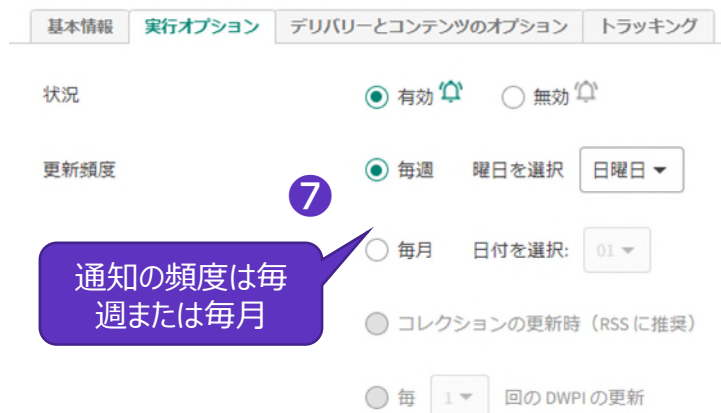 基本情報 実行オプション デリバリーとコンテンツのオプション トラッキング
状況 有効 無効
更新頻度 毎週 曜日を選択 日曜日
7
毎月 日付を選択: 01
通知の頻度は毎
週または毎月
コレクションの更新時（RSSに推奨）
毎 1 回の DWPI の更新